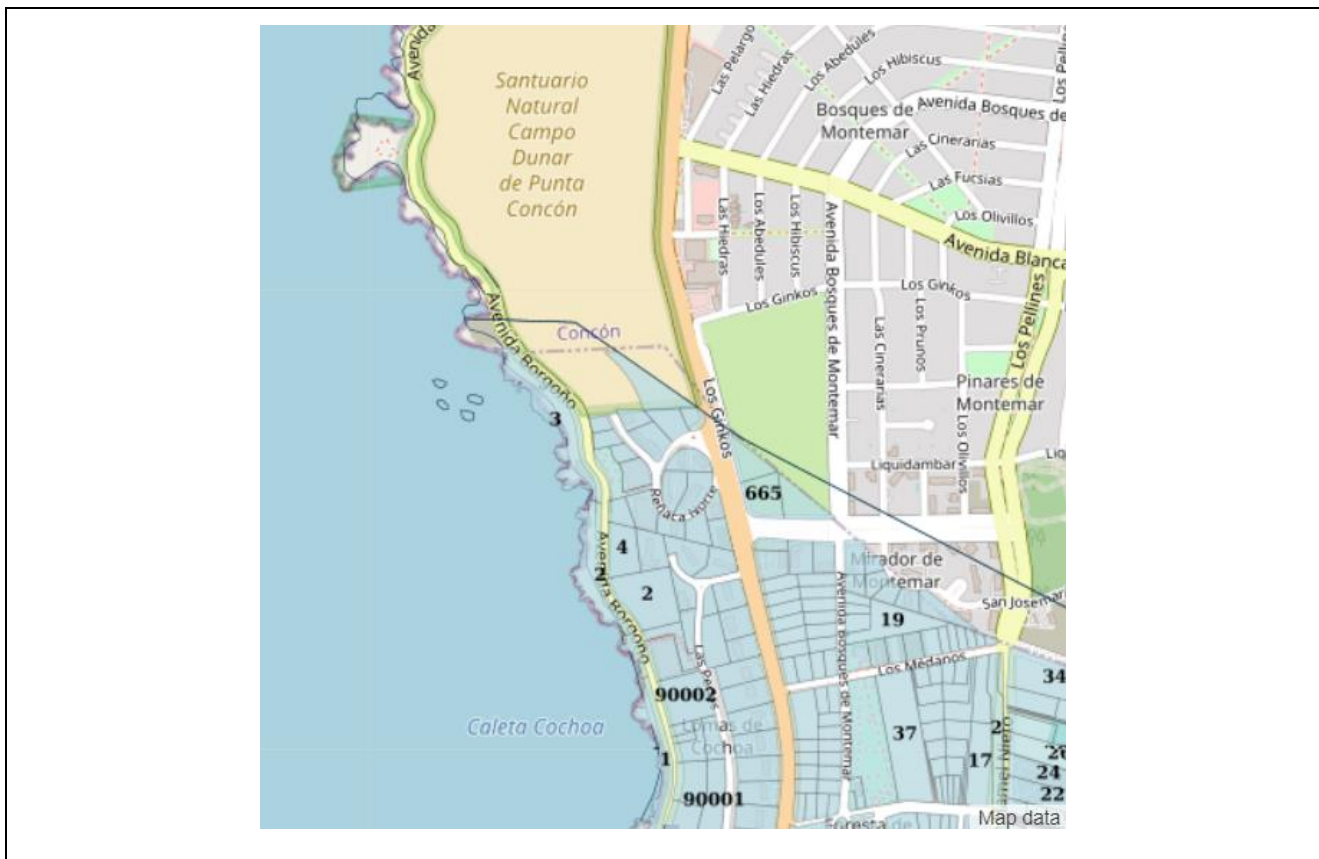 Avenida
Santuario
Natural
Campo
Dunar
de Punta
Concón
Las Pelargo
Las Hiedras
Los Abedules
Los Hibiscus
Los Pellines
Bosques de
Montemar
Avenida Bosques de
Las Cinerarias
Las Fucsias
Los Olivillos
Avenida Blanca
Las Hiedras
Los Abedules
Los Hibiscus
Avenida Bosques de Montemar
Los Ginkos
Los Ginkos
Las Cinerarias
Los Prunos
Los Pellines
Avenida Borgoño
Concón
Pinares de
Montemar
Los Olivillos
3
Los Ginkos
Liquidambar
Liq
Reñaca Norte
665
4
2
2
Avenida Borgoño
Mirador de
Montemar
San Josemar
Avenida Bosques de Montemar
19
Los Médanos
34
90002
Lomas de
Cochoa
Caleta Cochoa
37
2
17
1
24
22
90001
Map data